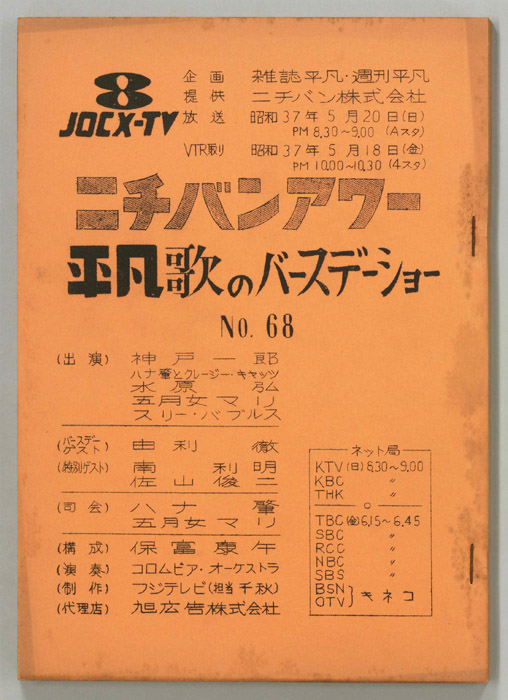 8
JOCX-TV
企画 雑誌平凡・週刊平凡
提供 ニチバン株式会社
放送 昭和37年5月20日(日)
PM 8.30~9.00 (Aスタ)
VTR取り 昭和37年5月18日(金)
PM 10.00~10.30 (4スタ)
ニチバンアワー
平凡歌のバースデーショー
No. 68
(出演) 神戸一郎
ハナ肇とクレージー・キャッツ
水原弘
五月女マリ
スリー・バブルス
(バースデーゲスト) 由利徹
(特別ゲスト) 南利明
佐山俊二
(司会) ハナ肇
五月女マリ
(構成) 保富康午
(演奏) コロムビア・オーケストラ
(制作) フジテレビ(担当 千秋)
(代理店) 旭広告株式会社
ネット局
KTV (日) 8.30~9.00
KBC 〃
THK 〃
TBC (金) 6.15~6.45
SBC 〃
RCC 〃
NBC 〃
SBS 〃
BSN
OTV } キネコ